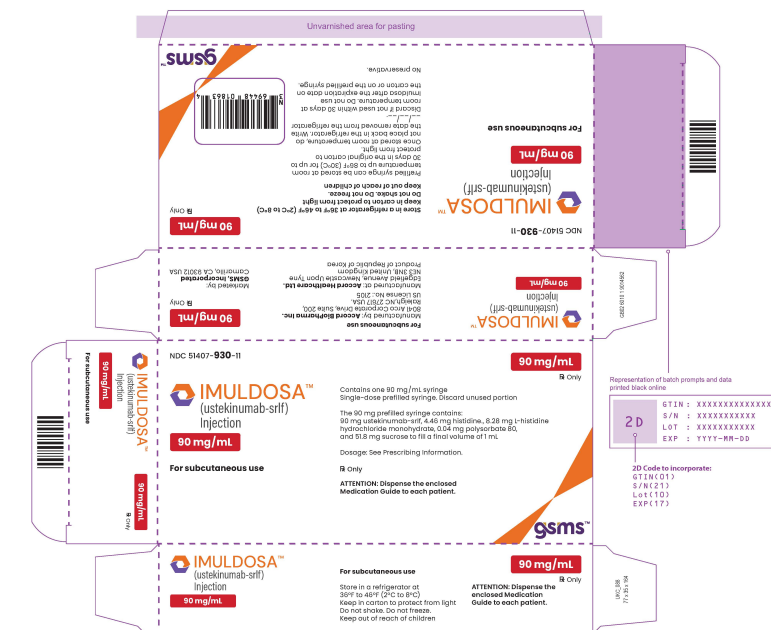 Unvarnished area for pasting
gsms
N
3 69448 01863 4
No preservative.
Discard if not used within 30 days at
room temperature. Do not use
Imuldosa after the expiration date on
the carton or on the prefilled syringe.
Prefilled syringe can be stored at room
temperature up to 86°F (30°C) for up to
30 days in the original carton to
protect from light.
Once stored at room temperature, do
not place back in the refrigerator. Write
the date removed from the refrigerator
__/__/__.
Store in refrigerator at 36°F to 46°F (2°C to 8°C)
Keep in carton to protect from light
Do not shake. Do not freeze.
Keep out of reach of children
90 mg/mL
℞ Only
NDC 51407-930-11
IMULDOSA™
(ustekinumab-srlf)
Injection
90 mg/mL
For subcutaneous use
IMULDOSA™
(ustekinumab-srlf)
Injection
90 mg/mL
For subcutaneous use
Manufactured by: Accord BioPharma Inc.
8041 Arco Corporate Drive, Suite 200,
Raleigh,NC 27617 USA.
US License No.: 2105
Manufactured at: Accord Healthcare Ltd.
Edgefield Avenue, Newcastle Upon Tyne
NE3 3NB, United Kingdom
Product of Republic of Korea
90 mg/mL
℞ Only
Marketed by:
GSMS, Incorporated
Camarillo, CA 93012 USA
NDC 51407-930-11
IMULDOSA™
(ustekinumab-srlf)
Injection
90 mg/mL
For subcutaneous use
90 mg/mL
℞ Only
Contains one 90 mg/mL syringe
Single-dose prefilled syringe. Discard unused portion
The 90 mg prefilled syringe contains:
90 mg ustekinumab-srlf, 4.46 mg histidine, 8.28 mg L-histidine
hydrochloride monohydrate, 0.04 mg polysorbate 80,
and 51.8 mg sucrose to fill a final volume of 1 mL
Dosage: See Prescribing Information.
℞ Only
ATTENTION: Dispense the enclosed
Medication Guide to each patient.
gsms™
IMULDOSA™
(ustekinumab-srlf)
Injection
90 mg/mL
For subcutaneous use
90 mg/mL
℞ Only
IMULDOSA™
(ustekinumab-srlf)
Injection
90 mg/mL
For subcutaneous use
Store in a refrigerator at
36°F to 46°F (2°C to 8°C)
Keep in carton to protect from light
Do not shake. Do not freeze.
Keep out of reach of children
90 mg/mL
℞ Only
ATTENTION: Dispense the
enclosed Medication
Guide to each patient.
77 x 35 x 164
Representation of batch prompts and data
printed black online
2D
GTIN : XXXXXXXXXXXXXX
S/N : XXXXXXXXXXX
LOT : XXXXXXXXXXX
EXP : YYYY-MM-DD
2D Code to incorporate:
GTIN(01)
S/N(21)
Lot(10)
EXP(17)